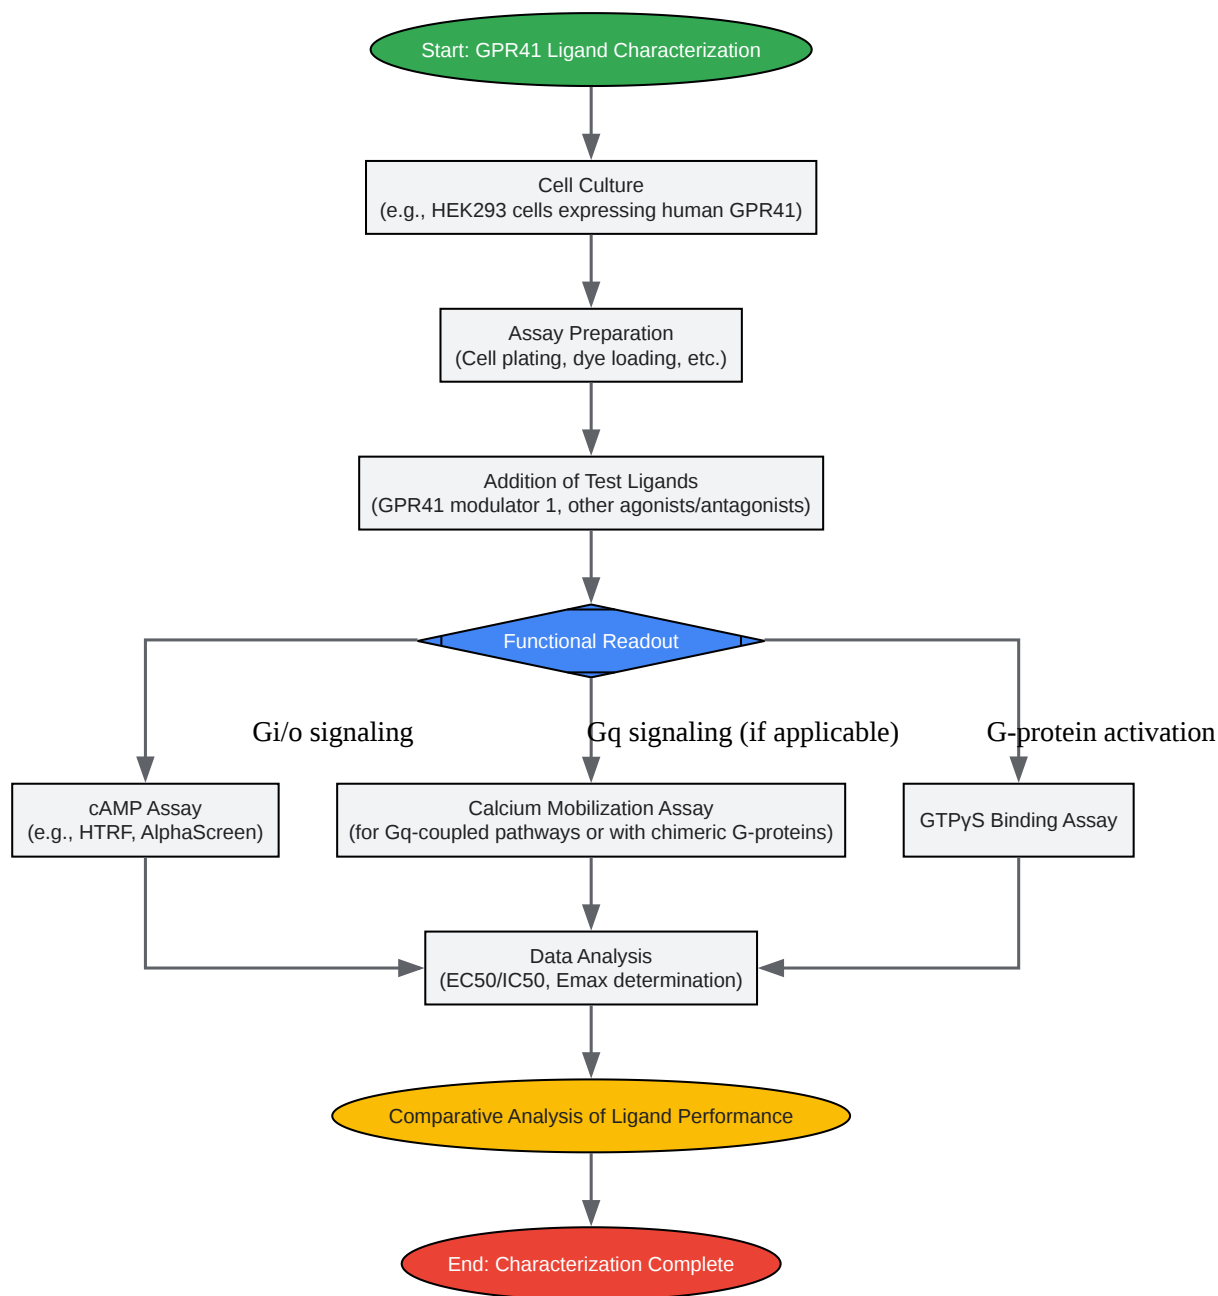 Start: GPR41 Ligand Characterization
Cell Culture
(e.g., HEK293 cells expressing human GPR41)
Assay Preparation
(Cell plating, dye loading, etc.)
Addition of Test Ligands
(GPR41 modulator 1, other agonists/antagonists)
Functional Readout
Gi/o signaling
Gq signaling (if applicable)
G-protein activation
cAMP Assay
(e.g., HTRF, AlphaScreen)
Calcium Mobilization Assay
(for Gq-coupled pathways or with chimeric G-proteins)
GTPγS Binding Assay
Data Analysis
(EC50/IC50, Emax determination)
Comparative Analysis of Ligand Performance
End: Characterization Complete